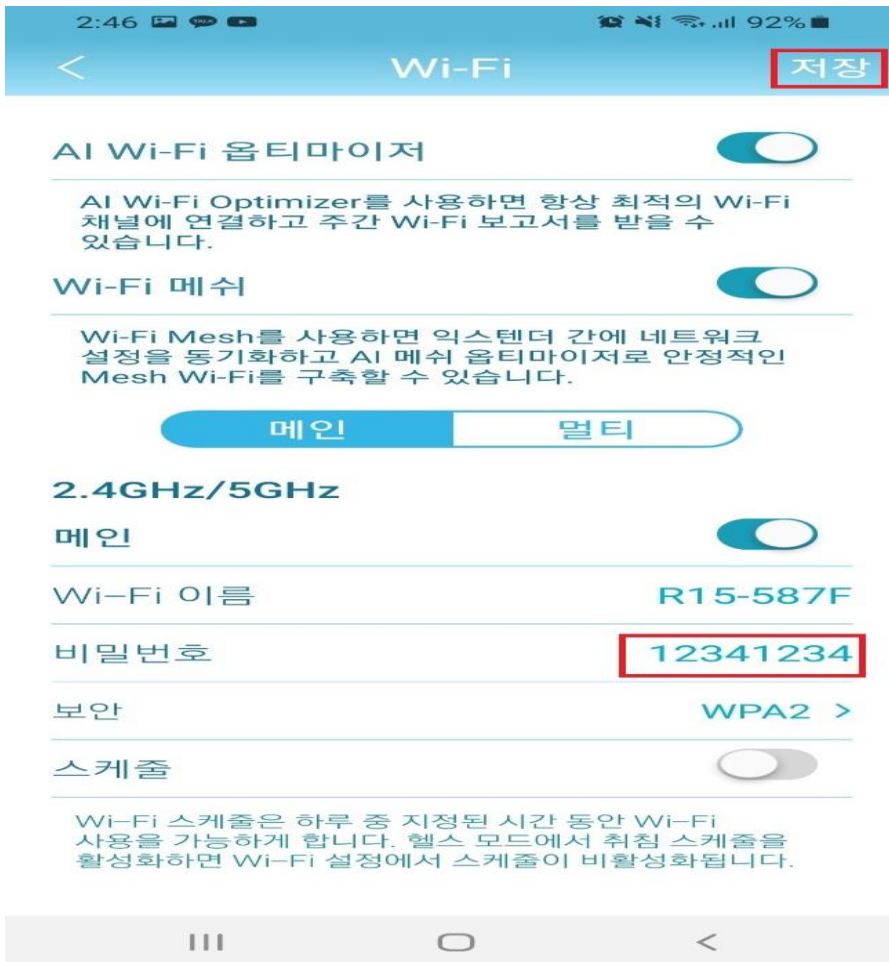 2:46 92%
Wi-Fi 저장
AI Wi-Fi 옵티마이저
AI Wi-Fi Optimizer를 사용하면 항상 최적의 Wi-Fi
채널에 연결하고 주간 Wi-Fi 보고서를 받을 수
있습니다.
Wi-Fi 메쉬
Wi-Fi Mesh를 사용하면 익스텐더 간에 네트워크
설정을 동기화하고 AI 메쉬 옵티마이저로 안정적인
Mesh Wi-Fi를 구축할 수 있습니다.
메인 멀티
2.4GHz/5GHz
메인
Wi-Fi 이름 R15-587F
비밀번호 12341234
보안 WPA2 >
스케줄
Wi-Fi 스케줄은 하루 중 지정된 시간 동안 Wi-Fi
사용을 가능하게 합니다. 헬스 모드에서 취침 스케줄을
활성화하면 Wi-Fi 설정에서 스케줄이 비활성화됩니다.